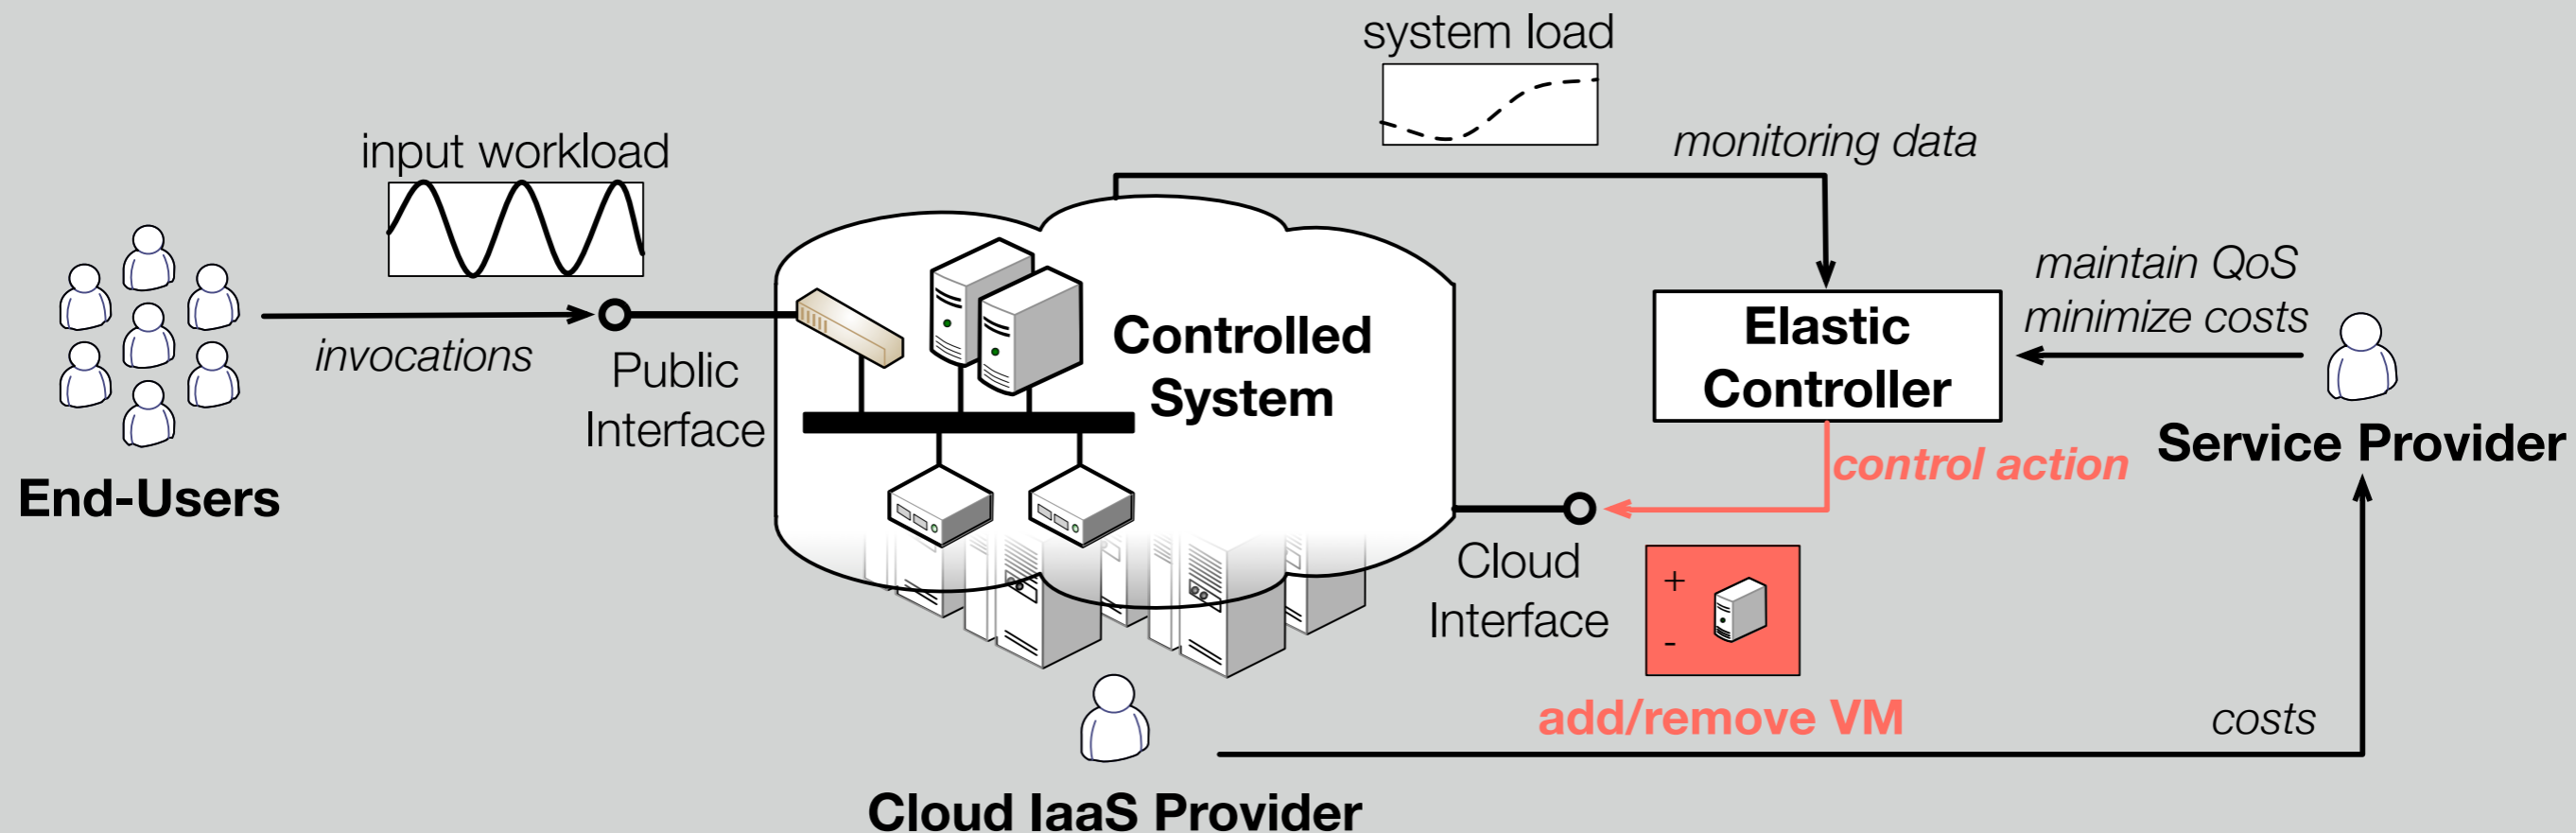 system load
input workload
monitoring data
maintain QoS
minimize costs
invocations
Public
Interface
Controlled
System
Elastic
Controller
Service Provider
End-Users
control action
Cloud
Interface
+
-
add/remove VM
costs
Cloud IaaS Provider